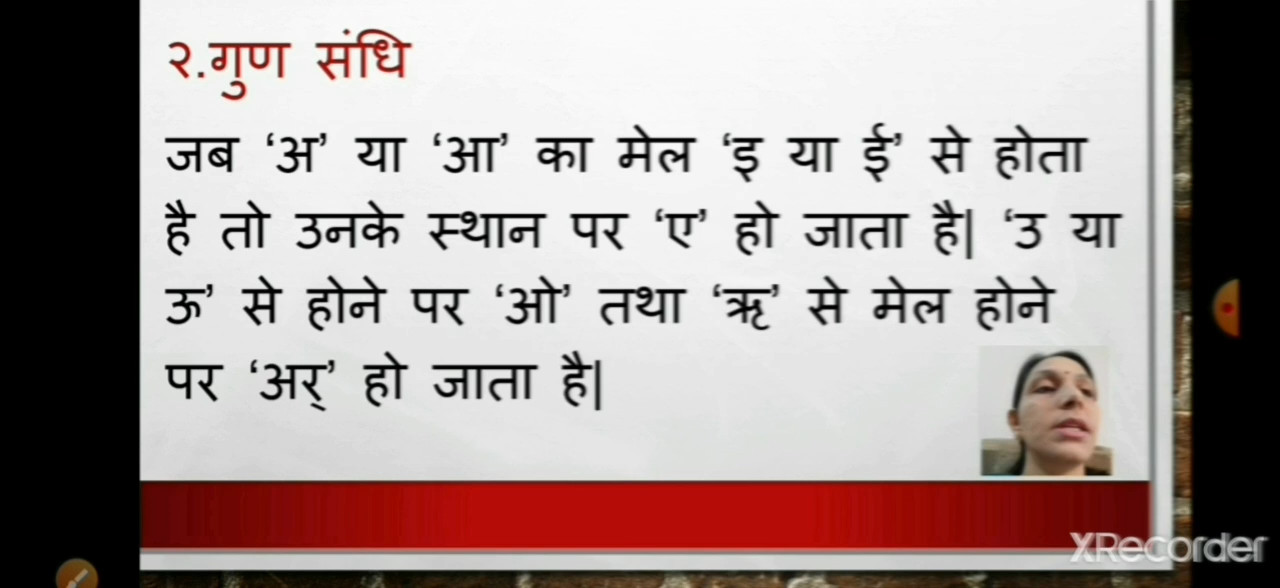 २.गुण संधि
जब ‘अ’ या ‘आ’ का मेल ‘इ या ई’ से होता
है तो उनके स्थान पर ‘ए’ हो जाता है| ‘उ या
ऊ’ से होने पर ‘ओ’ तथा ‘ऋ’ से मेल होने
पर ‘अर्’ हो जाता है|
XRecorder